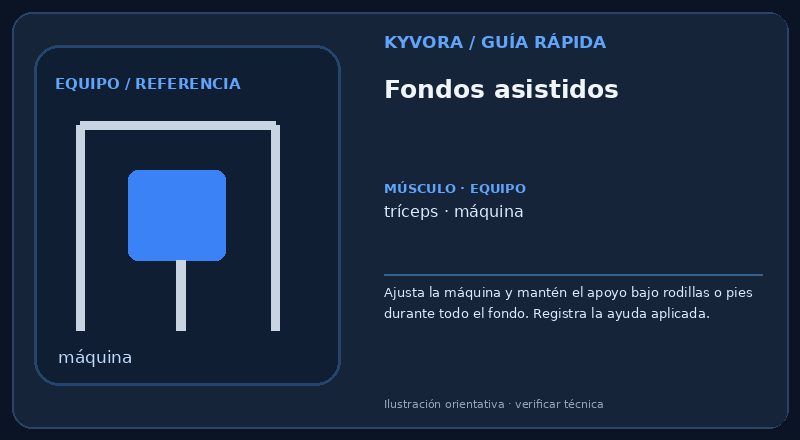 EQUIPO / REFERENCIA
máquina
KYVORA / GUÍA RÁPIDA
Fondos asistidos
MÚSCULO · EQUIPO
tríceps · máquina
Ajusta la máquina y mantén el apoyo bajo rodillas o pies
durante todo el fondo. Registra la ayuda aplicada.
Ilustración orientativa · verificar técnica